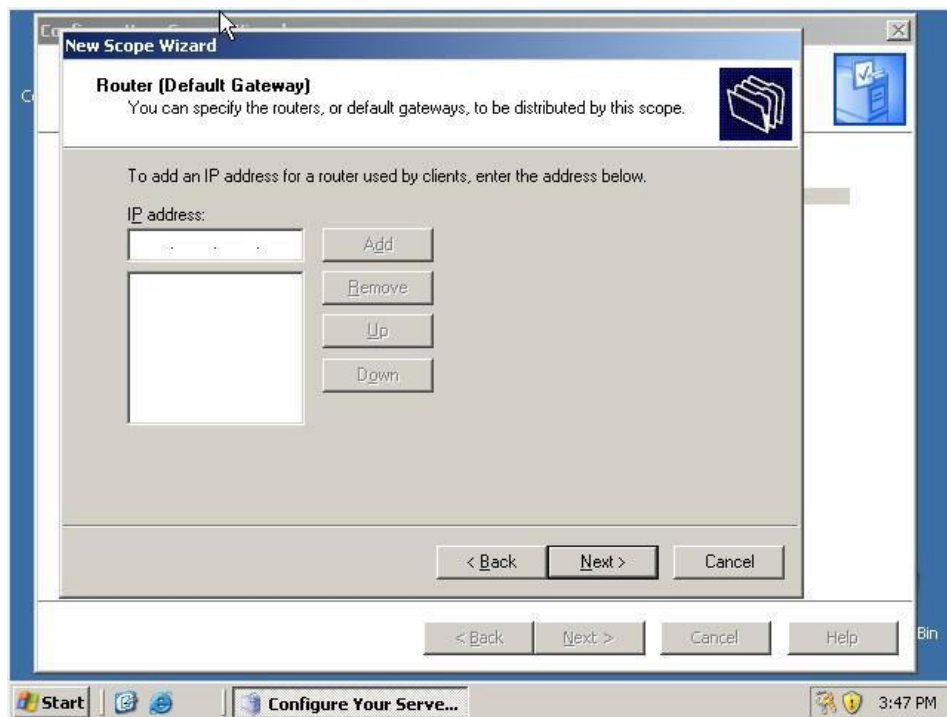 New Scope Wizard
Router (Default Gateway)
You can specify the routers, or default gateways, to be distributed by this scope.
To add an IP address for a router used by clients, enter the address below.
IP address:
Add
Remove
Up
Down
< Back Next > Cancel
< Back Next > Cancel Help
Bin
Start Configure Your Serve... 3:47 PM